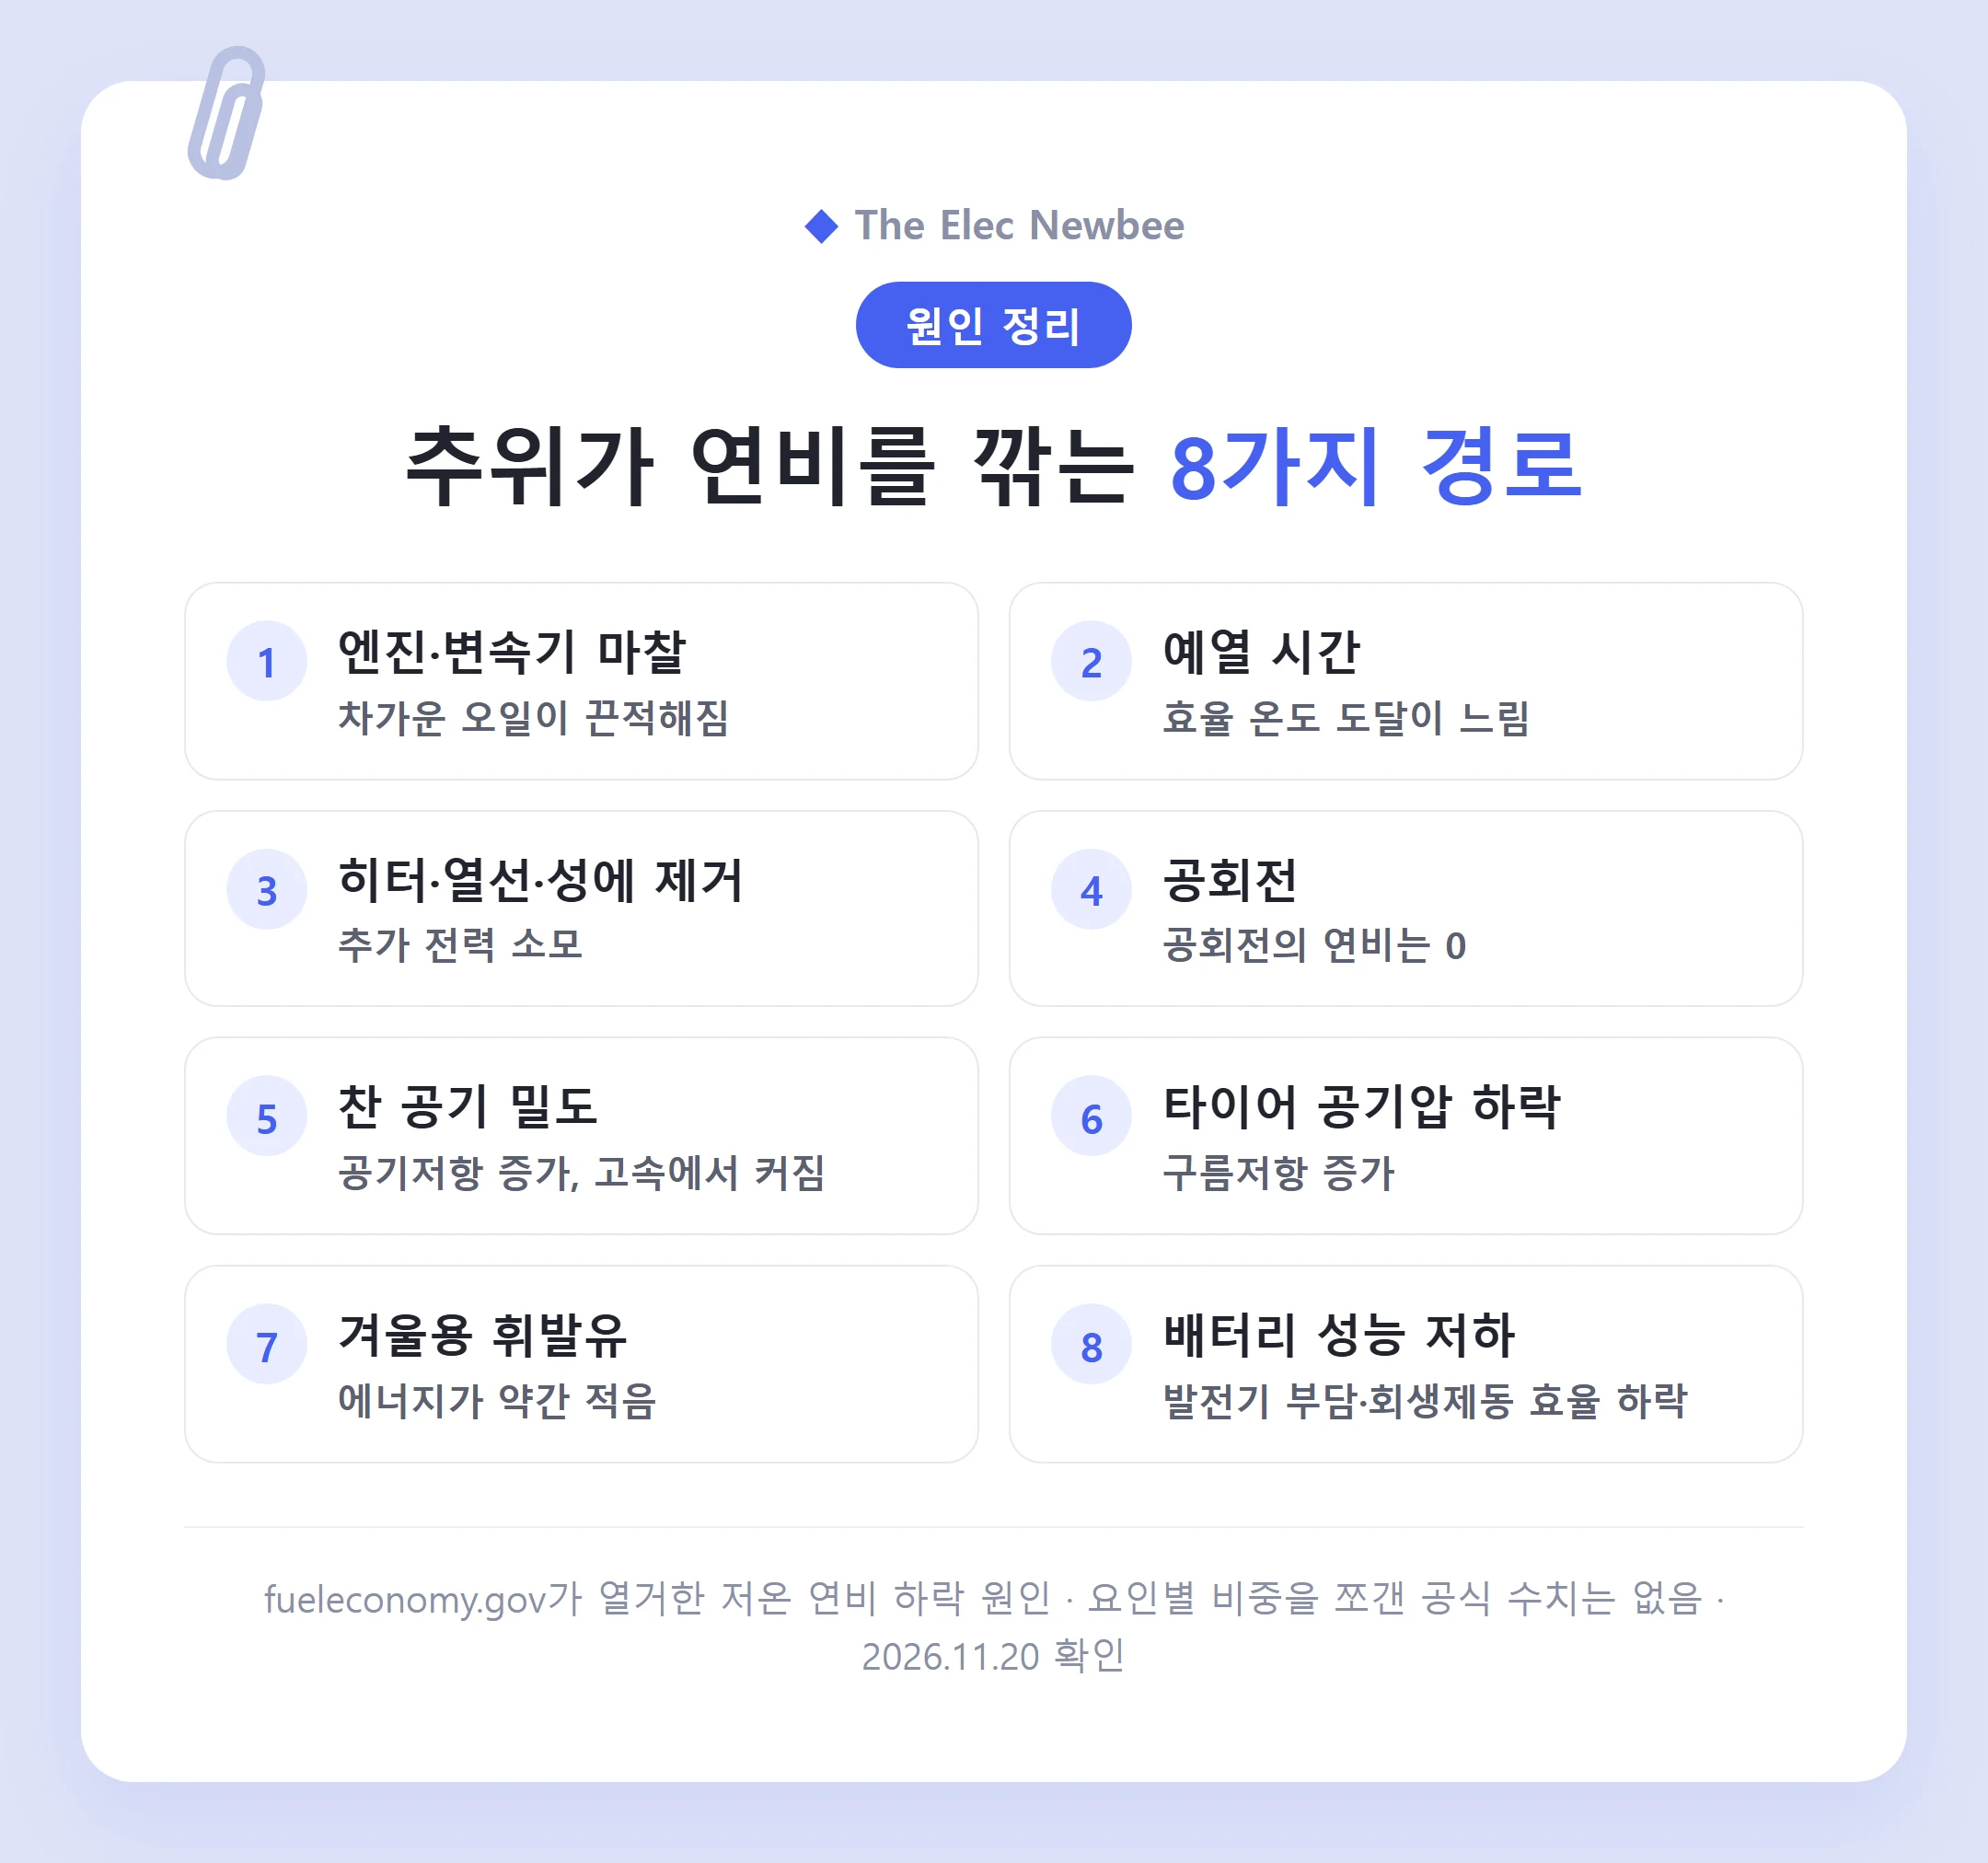 The Elec Newbee
원인 정리
추위가 연비를 깎는 8가지 경로
1
엔진·변속기 마찰
차가운 오일이 끈적해짐
2
예열 시간
효율 온도 도달이 느림
3
히터·열선·성에 제거
추가 전력 소모
4
공회전
공회전의 연비는 0
5
찬 공기 밀도
공기저항 증가, 고속에서 커짐
6
타이어 공기압 하락
구름저항 증가
7
겨울용 휘발유
에너지가 약간 적음
8
배터리 성능 저하
발전기 부담·회생제동 효율 하락
fueleconomy.gov가 열거한 저온 연비 하락 원인 · 요인별 비중을 쪼갠 공식 수치는 없음 ·
2026.11.20 확인